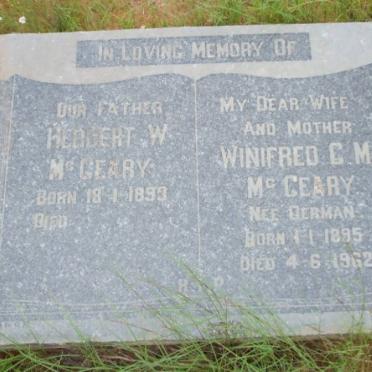 In Loving Memory Of
Our Father
Herbert W
McGeary
Born 18-1-1893
Died
My Dear Wife
And Mother
Winifred G. M.
McGeary
Nee German
Born 1-1-1895
Died 4-6-1962
R.I.P.